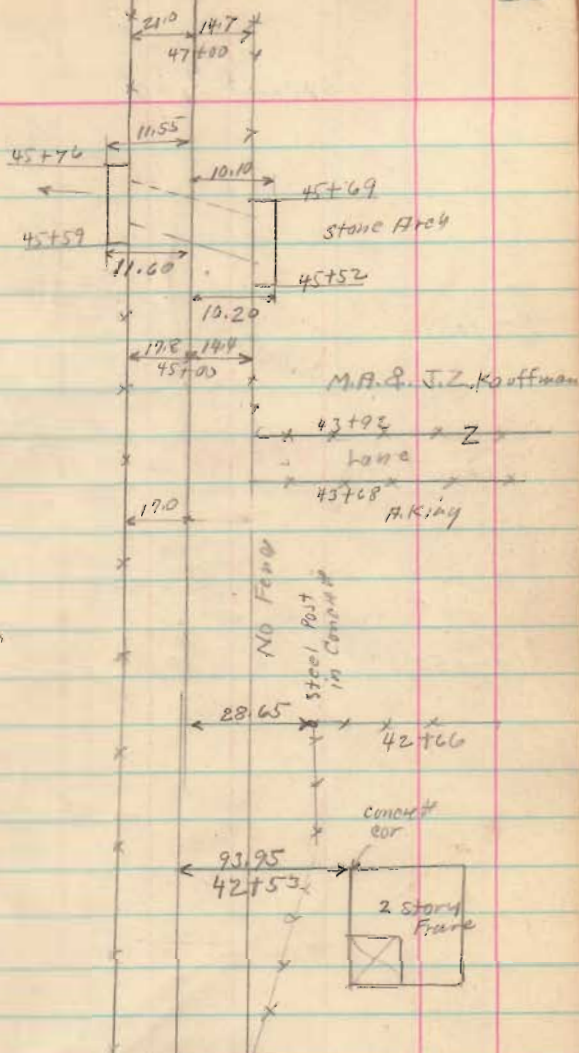 21.0 14.7
47+00
11.55
45+76
10.10
45+69
Stone Arch
45+59
11.60
45+52
10.20
17.8 14.4
45+00
M.A. & J.Z. Kauffman
43+92
Z
Lane
43+68
A. King
17.0
No Fence
Steel Post
in Concrete
28.65
42+66
Concrete
cor
93.95
42+53
2 Story
Frame